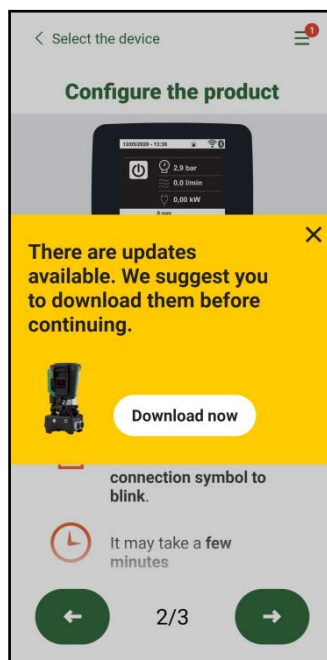 Select the device
1
Configure the product
12/05/2020 - 13:30
2,9 bar
0,0 l/min
0,00 kW
There are updates
available. We suggest you
to download them before
continuing.
Download now
connection symbol to
blink.
It may take a few
minutes
2/3